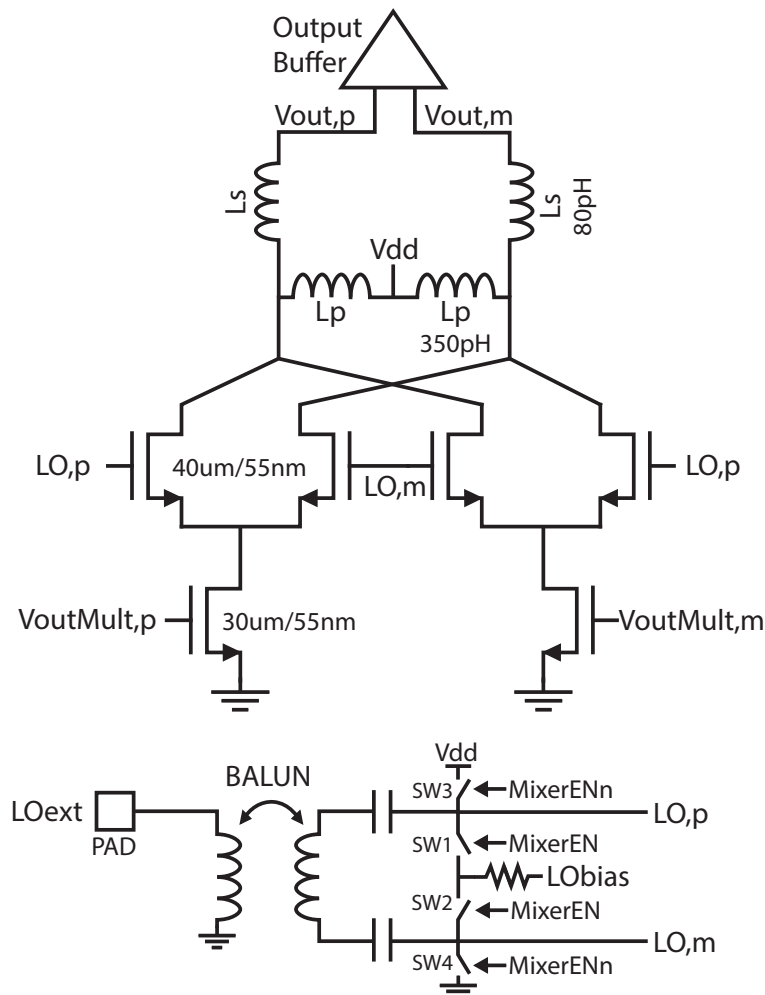 Output
Buffer
Vout,p
Vout,m
Ls
Ls
80pH
Vdd
Lp
Lp
350pH
LO,p
40um/55nm
LO,m
LO,p
VoutMult,p
30um/55nm
VoutMult,m
BALUN
Vdd
SW3
MixerENn
LOext
LO,p
PAD
SW1
MixerEN
LObias
SW2
MixerEN
LO,m
SW4
MixerENn